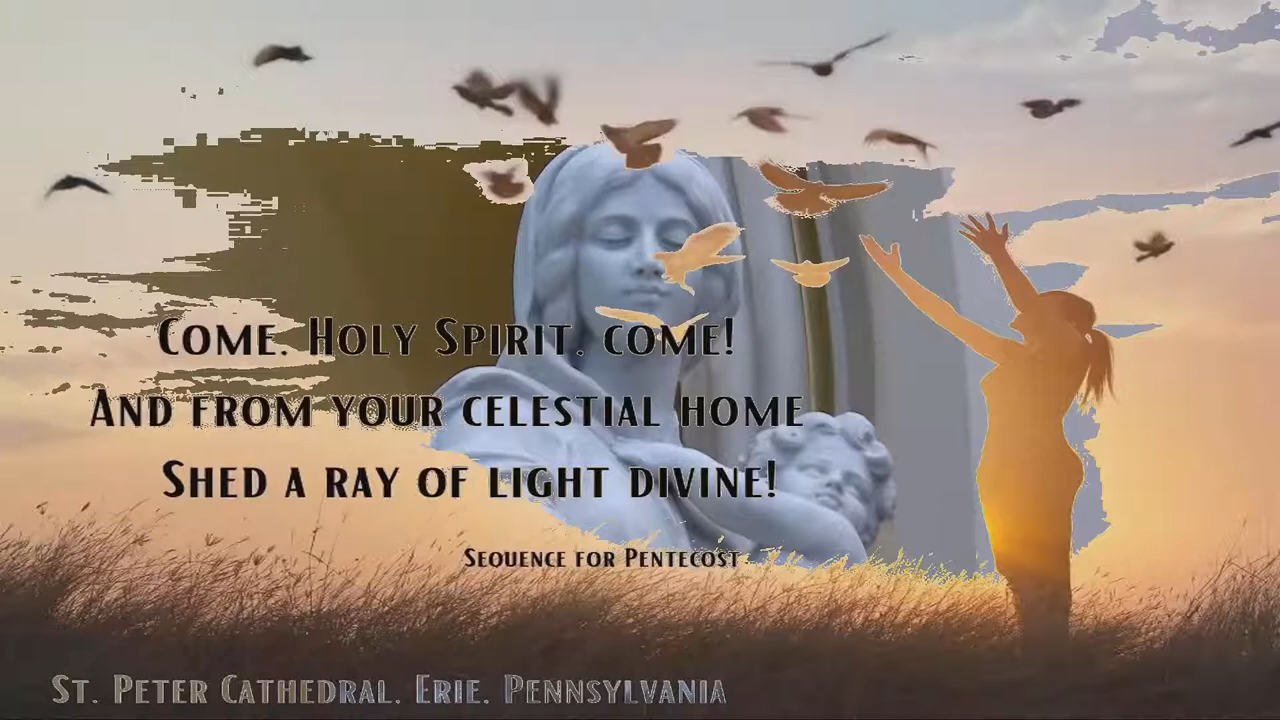 Come, Holy Spirit, come!
And from your celestial home
Shed a ray of light divine!
Sequence for Pentecost
St. Peter Cathedral, Erie, Pennsylvania